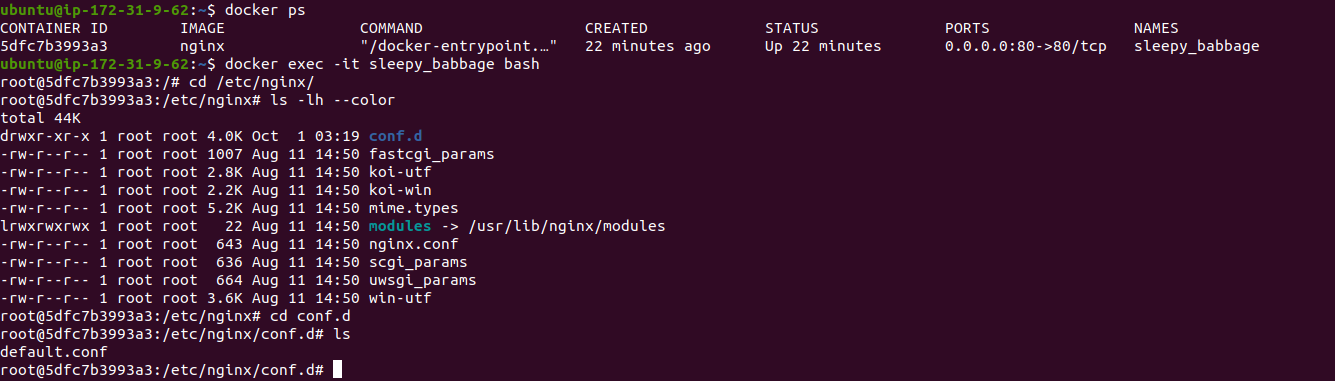 ubuntu@ip-172-31-9-62:~$ docker ps
CONTAINER ID        IMAGE               COMMAND                  CREATED             STATUS              PORTS                NAMES
5dfc7b3993a3        nginx               "/docker-entrypoint.…"   22 minutes ago      Up 22 minutes       0.0.0.0:80->80/tcp   sleepy_babbage
ubuntu@ip-172-31-9-62:~$ docker exec -it sleepy_babbage bash
root@5dfc7b3993a3:/# cd /etc/nginx/
root@5dfc7b3993a3:/etc/nginx# ls -lh --color
total 44K
drwxr-xr-x 1 root root 4.0K Oct  1 03:19 conf.d
-rw-r--r-- 1 root root 1007 Aug 11 14:50 fastcgi_params
-rw-r--r-- 1 root root 2.8K Aug 11 14:50 koi-utf
-rw-r--r-- 1 root root 2.2K Aug 11 14:50 koi-win
-rw-r--r-- 1 root root 5.2K Aug 11 14:50 mime.types
lrwxrwxrwx 1 root root   22 Aug 11 14:50 modules -> /usr/lib/nginx/modules
-rw-r--r-- 1 root root  643 Aug 11 14:50 nginx.conf
-rw-r--r-- 1 root root  636 Aug 11 14:50 scgi_params
-rw-r--r-- 1 root root  664 Aug 11 14:50 uwsgi_params
-rw-r--r-- 1 root root 3.6K Aug 11 14:50 win-utf
root@5dfc7b3993a3:/etc/nginx# cd conf.d
root@5dfc7b3993a3:/etc/nginx/conf.d# ls
default.conf
root@5dfc7b3993a3:/etc/nginx/conf.d#